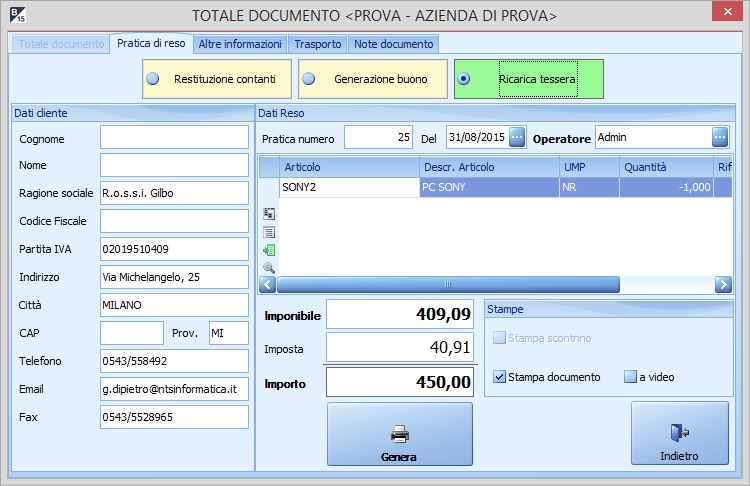 B
15
TOTALE DOCUMENTO <PROVA - AZIENDA DI PROVA>
Totale documento Pratica di reso Altre informazioni Trasporto Note documento
Restituzione contanti Generazione buono Ricarica tessera
Dati cliente
Cognome
Nome
Ragione sociale R.o.s.s.i. Gilbo
Codice Fiscale
Partita IVA 02019510409
Indirizzo Via Michelangelo, 25
Città MILANO
CAP Prov. MI
Telefono 0543/558492
Email g.dipietro@ntsinformatica.it
Fax 0543/5528965
Dati Reso
Pratica numero 25 Del 31/08/2015 ... Operatore Admin ...
Articolo Descr. Articolo UMP Quantità Rif
SONY2 PC SONY NR -1,000
Imponibile 409,09
Imposta 40,91
Importo 450,00
Stampe
Stampa scontrino
Stampa documento a video
Genera
Indietro